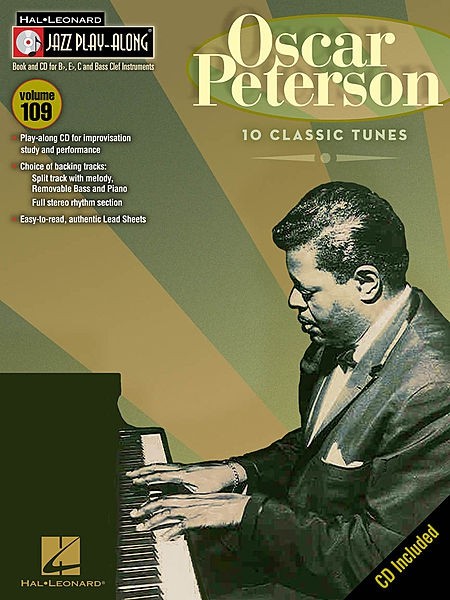 HAL•LEONARD
JAZZ PLAY-ALONG®
Book and CD for B♭, E♭, C and Bass Clef Instruments
volume
109
• Play-along CD for improvisation
study and performance
• Choice of backing tracks:
Split track with melody,
Removable Bass and Piano
Full stereo rhythm section
• Easy-to-read, authentic Lead Sheets
Oscar
Peterson
10 CLASSIC TUNES
CD Included
HAL•LEONARD®